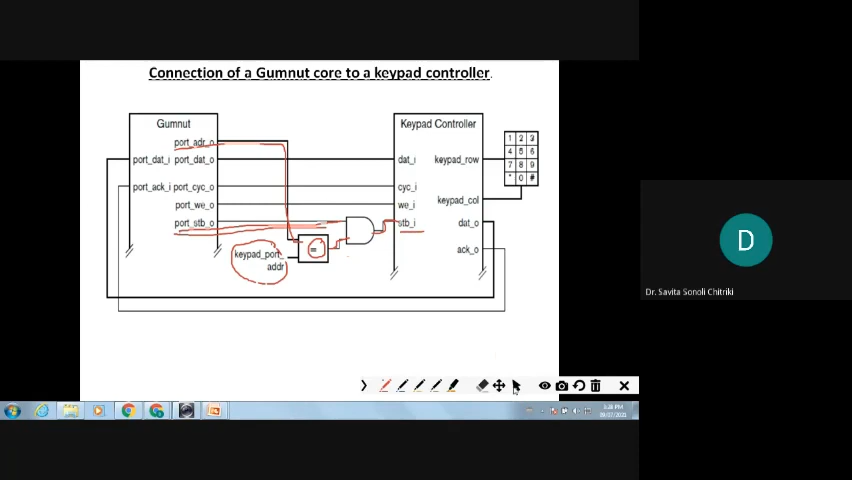 Connection of a Gumnut core to a keypad controller.
Gumnut
port_adr_o
port_dat_i port_dat_o
port_ack_i port_cyc_o
port_we_o
port_stb_o
keypad_port_
addr
=
Keypad Controller
dat_i keypad_row
cyc_i
we_i keypad_col
stb_i dat_o
ack_o
1 2 3
4 5 6
7 8 9
* 0 #
D
Dr. Savita Sonoli Chitriki